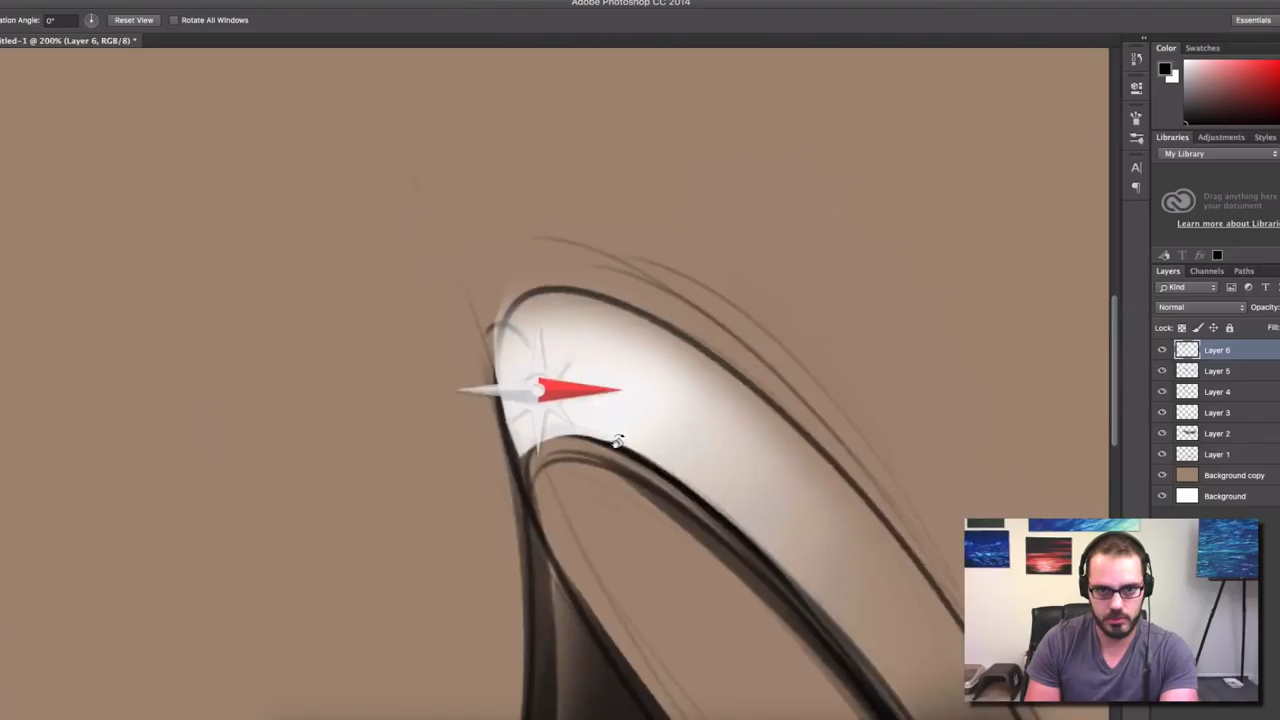 Adobe Photoshop CC 2014
ation Angle: 0° Reset View Rotate All Windows Essentials
titled-1 @ 200% (Layer 6, RGB/8) *
Color Swatches
Libraries Adjustments Styles
My Library
Drag anything here
your document
Learn more about Librari
Layers Channels Paths
Kind
Normal Opacity:
Lock: Fill:
Layer 6
Layer 5
Layer 4
Layer 3
Layer 2
Layer 1
Background copy
Background